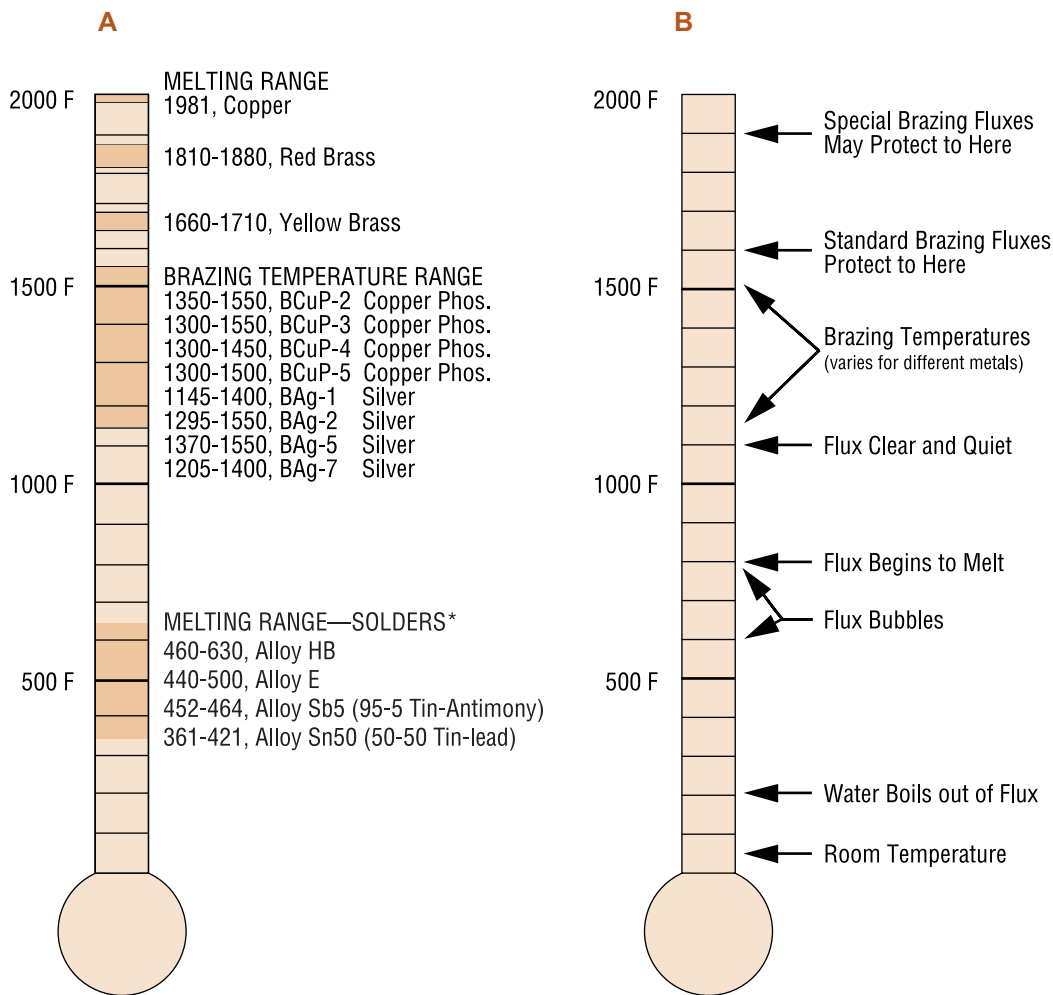 A
MELTING RANGE
2000 F
1981, Copper
1810-1880, Red Brass
1660-1710, Yellow Brass
BRAZING TEMPERATURE RANGE
1500 F
1350-1550, BCuP-2 Copper Phos.
1300-1550, BCuP-3 Copper Phos.
1300-1450, BCuP-4 Copper Phos.
1300-1500, BCuP-5 Copper Phos.
1145-1400, BAg-1 Silver
1295-1550, BAg-2 Silver
1370-1550, BAg-5 Silver
1205-1400, BAg-7 Silver
1000 F
MELTING RANGE—SOLDERS*
460-630, Alloy HB
440-500, Alloy E
500 F
452-464, Alloy Sb5 (95-5 Tin-Antimony)
361-421, Alloy Sn50 (50-50 Tin-lead)
B
2000 F
Special Brazing Fluxes
May Protect to Here
Standard Brazing Fluxes
Protect to Here
1500 F
Brazing Temperatures
(varies for different metals)
Flux Clear and Quiet
1000 F
Flux Begins to Melt
Flux Bubbles
500 F
Water Boils out of Flux
Room Temperature